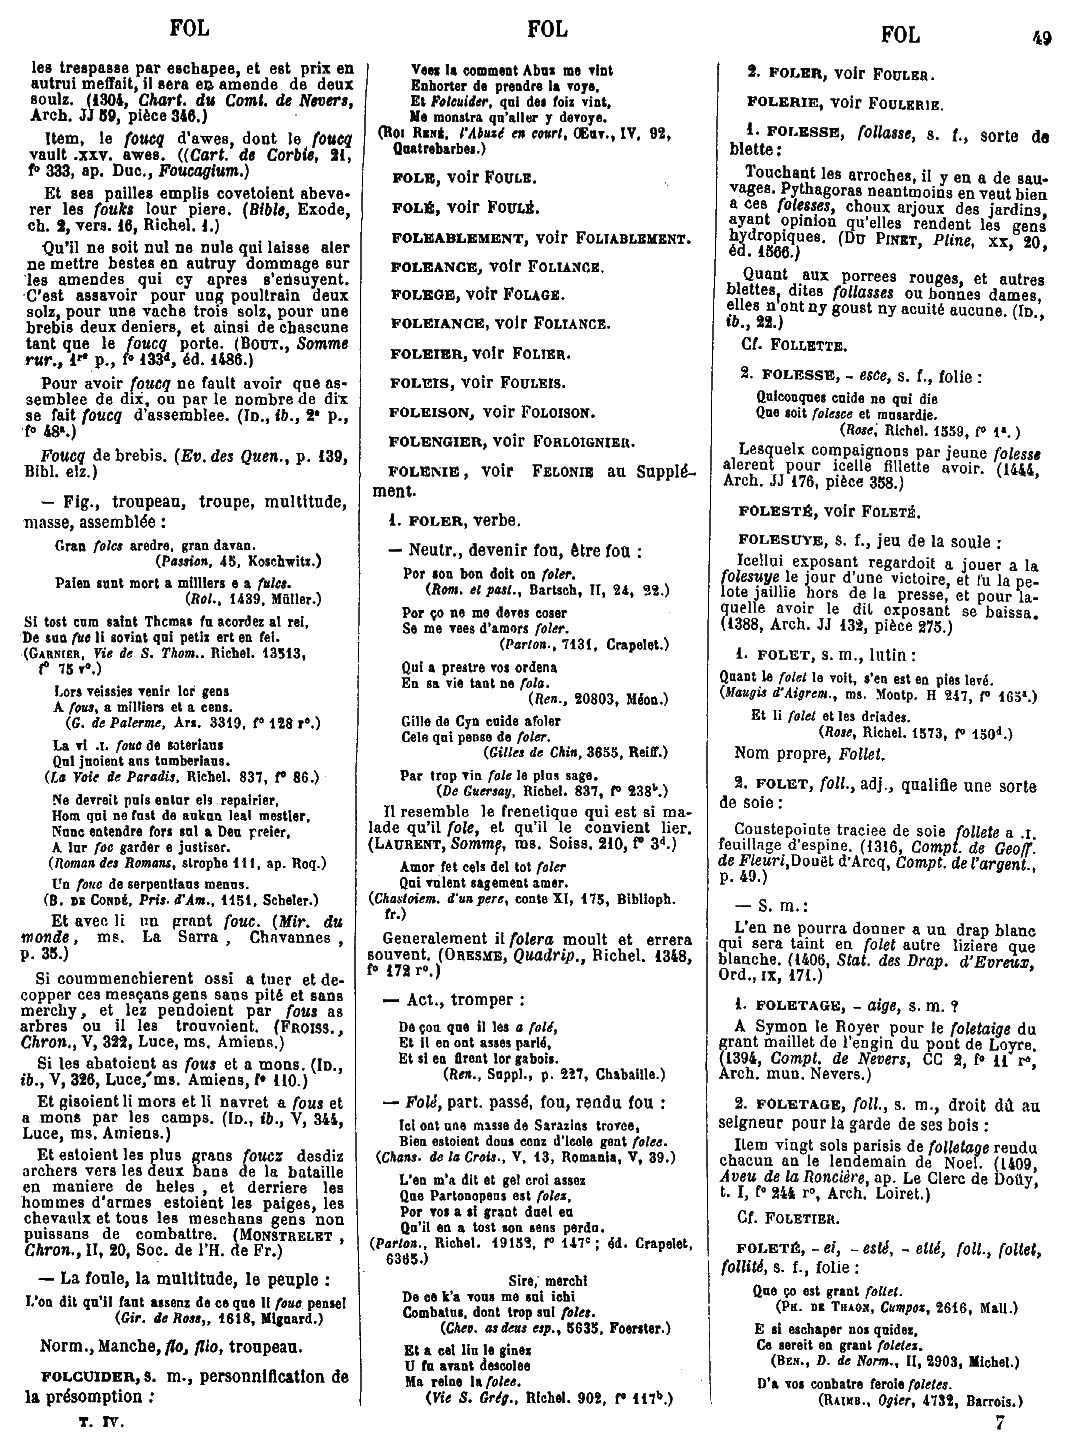 FOL
FOL
FOL
49
les trespasse par eschapee, et est prix en
autrui meffait, il sera en amende de deux
soulz. (1304, Chart. du Comt. de Nevers,
Arch. JJ 59, pièce 346.)
Item, le foucq d'awes, dont le foucq
vault .xxv. awes. ((Cart. de Corbie, 21,
fº 333, ap. Duc., Foucagium.)
Et ses pailles emplis covetoient abeve-
rer les fouks lour piere. (Bible, Exode,
ch. 2, vers. 16, Richel. 1.)
Qu'il ne soit nul ne nule qui laisse aler
ne mettre bestes en autruy dommage sur
les amendes qui cy apres s'ensuyent.
C'est assavoir pour ung poultrain deux
solz, pour une vache trois solz, pour une
brebis deux deniers, et ainsi de chascune
tant que le foucq porte. (BOUT., Somme
rur., 1re p., fº 133d, éd. 1486.)
Pour avoir foucq ne fault avoir que as-
semblee de dix, ou par le nombre de dix
se fait foucq d'assemblee. (ID., ib., 2e p.,
fº 48a.)
Foucq de brebis. (Ev. des Quen., p. 139,
Bibl. elz.)
— Fig., troupeau, troupe, multitude,
masse, assemblée :
Gran folcs aredre, gran davan.
(Passion, 45, Koschwitz.)
Paien sunt mort a milliers e a fulcs.
(Rol., 1439, Müller.)
Si tost cum saint Thomas fu acordez al rei,
De sun fuc li sovint qui petiz ert en fei.
(GARNIER, Vie de S. Thom.. Richel. 13513,
fº 75 rº.)
Lors veissies venir lor gens
A fous, a milliers et a cens.
(G. de Palerme, Ars. 3319, fº 128 rº.)
La vi .I. fouc de soterians
Qui juoient aus tumberiaus.
(La Voie de Paradis, Richel. 837, fº 86.)
Ne devreit puis entur els repairier,
Hom qui ne fust de aukun leal mestier,
Nunc entendre fors sul a Deu preier,
A lur foc garder e justiser.
(Roman des Romans, strophe 111, ap. Roq.)
Un fouc de serpentiaus menus.
(B. DE CONDÉ, Pris. d'Am., 1151, Scheler.)
Et avec li un grant fouc. (Mir. du
monde, ms. La Sarra, Chavannes,
p. 35.)
Si coummenchierent ossi a tuer et de-
copper ces mesçans gens sans pité et sans
merchy, et lez pendoient par fous as
arbres ou il les trouvoient. (FROISS.,
Chron., V, 322, Luce, ms. Amiens.)
Si les abatoient as fous et a mons. (ID.,
ib., V, 326, Luce, ms. Amiens, fº 110.)
Et gisoient li mors et li navret a fous et
a mons par les camps. (ID., ib., V, 344,
Luce, ms. Amiens.)
Et estoient les plus grans foucz desdiz
archers vers les deux bans de la bataille
en maniere de heles, et derriere les
hommes d'armes estoient les paiges, les
chevaulx et tous les meschans gens non
puissans de combattre. (MONSTRELET,
Chron., II, 20, Soc. de l'H. de Fr.)
— La foule, la multitude, le peuple :
L'on dit qu'il faut assenz de ce que li fouc pensel
(Gir. de Ross., 1618, Mignard.)
Norm., Manche, flo, flio, troupeau.
FOLCUIDER, s. m., personnification de
la présomption :
T. IV.
Vees la comment Abuz me vint
Enhorter de prendre la voye,
Et Folcuider, qui des foiz vint,
Me monstra qu'aller y devoye.
(ROI RENÉ, l'Abuzé en court, Œuv., IV, 92,
Quatrebarbes.)
FOLE, voir FOULE.
FOLÉ, voir FOULÉ.
FOLEABLEMENT, voir FOLIABLEMENT.
FOLEANCE, voir FOLIANCE.
FOLEGE, voir FOLAGE.
FOLEIANCE, voir FOLIANCE.
FOLEIER, voir FOLIER.
FOLEIS, voir FOULEIS.
FOLEISON, voir FOLOISON.
FOLENGIER, voir FORLOIGNIER.
FOLENIE, voir FELONIE au Supplé-
ment.
1. FOLER, verbe.
— Neutr., devenir fou, être fou :
Por son bon doit on foler.
(Rom. et past., Bartsch, II, 24, 22.)
Por ço ne me deves coser
Se me vees d'amors foler.
(Parton., 7131, Crapelet.)
Qui a prestre vos ordena
En sa vie tant ne fola.
(Ren., 20803, Méon.)
Gille de Cyn cuide afoler
Cele qui pense de foler.
(Gilles de Chin, 3655, Reiff.)
Par trop vin fole le plus sage.
(De Guersay, Richel. 837, fº 238b.)
Il resemble le frenetique qui est si ma-
lade qu'il fole, et qu'il le convient lier.
(LAURENT, Somme, ms. Soiss. 210, fº 3d.)
Amor fet cels del tot foler
Qui vulent sagement amer.
(Chastoiem. d'un pere, conte XI, 175, Biblioph.
fr.)
Generalement il folera moult et errera
souvent. (ORESME, Quadrip., Richel. 1348,
fº 172 rº.)
— Act., tromper :
De çou que il les a folé,
Et il en ont asses parlé,
Et si en firent lor gabois.
(Ren., Suppl., p. 227, Chabaille.)
— Folé, part. passé, fou, rendu fou :
Ici ont une masse de Sarazins trovee,
Bien estoient dous cenz d'icele gent folee.
(Chans. de la Crois., V, 13, Romania, V, 39.)
L'en m'a dit et gel croi assez
Que Partonopeus est folez,
Por vos a si grant duel eu
Qu'il en a tost son sens perdu.
(Parton., Richel. 19152, fº 147c ; éd. Crapelet,
6365.)
Sire, merchi
De ce k'a vous me sui ichi
Combatus, dont trop sui foles.
(Chev. as deus esp., 5635, Foerster.)
Et a cel liu le ginez
U fu avant descolee
Ma reine la folee.
(Vie S. Grég., Richel. 902, fº 117b.)
2. FOLER, voir FOULER.
FOLERIE, voir FOULERIE.
1. FOLESSE, follasse, s. f., sorte de
blette :
Touchant les arroches, il y en a de sau-
vages. Pythagoras neantmoins en veut bien
a ces folesses, choux arjoux des jardins,
ayant opinion qu'elles rendent les gens
hydropiques. (DU PINET, Pline, XX, 20,
éd. 1566.)
Quant aux porrees rouges, et autres
blettes, dites follasses ou bonnes dames,
elles n'ont ny goust ny acuité aucune. (ID.,
ib., 22.)
Cf. FOLLETTE.
2. FOLESSE, - esce, s. f., folie :
Quiconques cuide ne qui die
Que soit folesce et musardie.
(Rose, Richel. 1559, fº 1a.)
Lesquelx compaignons par jeune folesse
alerent pour icelle fillette avoir. (1444,
Arch. JJ 176, pièce 358.)
FOLESTÉ, voir FOLETÉ.
FOLESUYE, s. f., jeu de la soule :
Icellui exposant regardoit a jouer a la
folesuye le jour d'une victoire, et fu la pe-
lote jaillie hors de la presse, et pour la-
quelle avoir le dit exposant se baissa.
(1388, Arch. JJ 132, pièce 275.)
1. FOLET, s. m., lutin :
Quant le folet le voit, s'en est en pies levé.
(Maugis d'Aigrem., ms. Montp. H 247, fº 165a.)
Et li folet et les driades.
(Rose, Richel. 1573, fº 150d.)
Nom propre, Follet.
2. FOLET, foll., adj., qualifie une sorte
de soie :
Coustepointe traciee de soie follete a .I.
feuillage d'espine. (1316, Compt. de Geoff.
de Fleuri, Douët d'Arcq, Compt. de l'argent.,
p. 49.)
— S. m. :
L'en ne pourra donner a un drap blanc
qui sera taint en folet autre liziere que
blanche. (1406, Stat. des Drap. d'Evreux,
Ord., IX, 171.)
1. FOLETAGE, - aige, s. m. ?
A Symon le Royer pour le foletaige du
grant maillet de l'engin du pont de Loyre.
(1394, Compt. de Nevers, CC 2, fº 11 rº,
Arch. mun. Nevers.)
2. FOLETAGE, foll., s. m., droit dû au
seigneur pour la garde de ses bois :
Item vingt sols parisis de folletage rendu
chacun an le lendemain de Noel. (1409,
Aveu de la Roncière, ap. Le Clerc de Doüy,
t. I, fº 244 rº, Arch. Loiret.)
Cf. FOLETIER.
FOLETÉ, - ei, - esté, - eité, foll., follet,
follité, s. f., folie :
Que ço est grant follet.
(PH. DE THAON, Cumpoz, 2616, Mall.)
E si eschaper nos quidez,
Ce sereit en grant foletez.
(BEN., D. de Norm., II, 2903, Michel.)
D'a vos conbatre feroie foletes.
(RAIMB., Ogier, 4732, Barrois.)
7